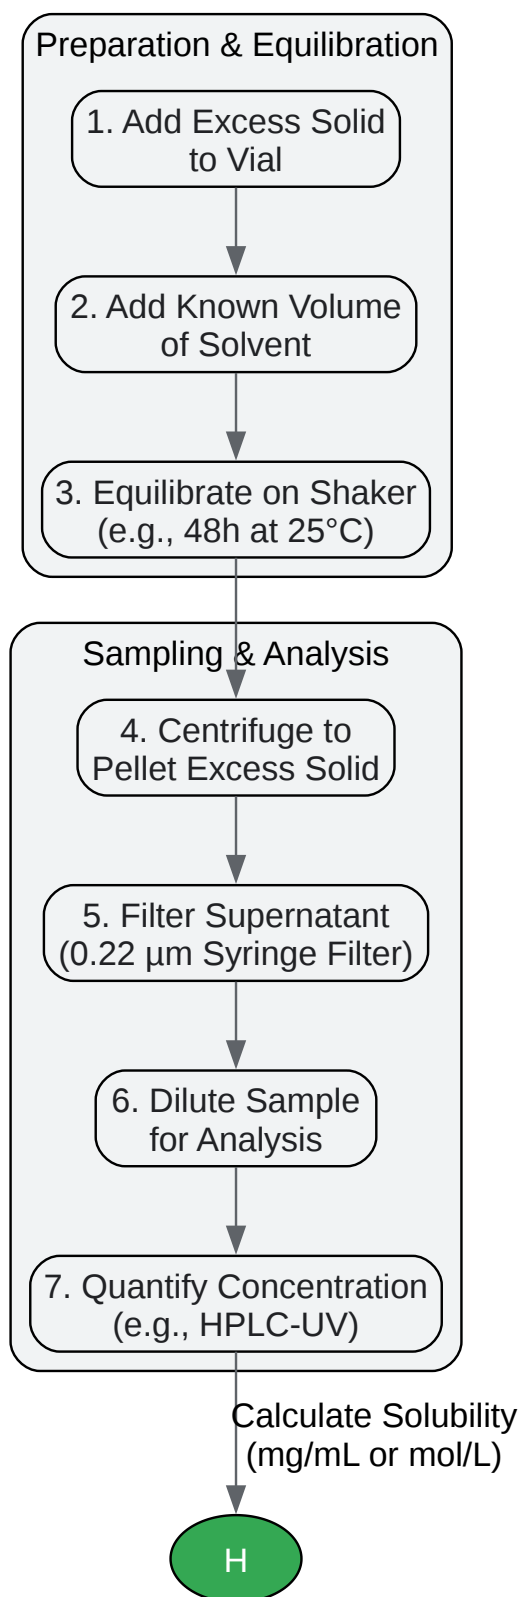 Preparation & Equilibration
1. Add Excess Solid
to Vial
2. Add Known Volume
of Solvent
3. Equilibrate on Shaker
(e.g., 48h at 25°C)
Sampling & Analysis
4. Centrifuge to
Pellet Excess Solid
5. Filter Supernatant
(0.22 µm Syringe Filter)
6. Dilute Sample
for Analysis
7. Quantify Concentration
(e.g., HPLC-UV)
Calculate Solubility
(mg/mL or mol/L)
H